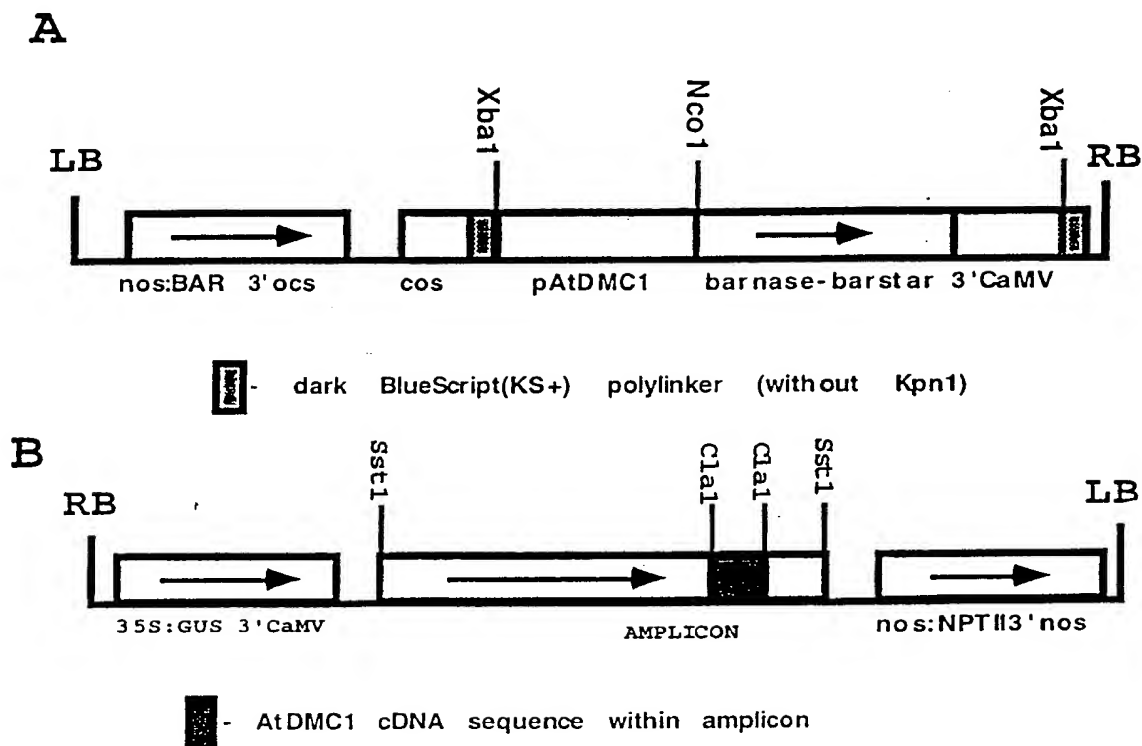 A
Xba1 Nco1 Xba1
LB RB
nos:BAR 3'ocs cos pAtDMC1 barnase-barstar 3'CaMV
- dark BlueScript(KS+) polylinker (without Kpn1)
B
Sst1 Cla1 Cla1 Sst1
RB LB
35S:GUS 3'CaMV AMPLICON nos:NPTII3'nos
- AtDMC1 cDNA sequence within amplicon